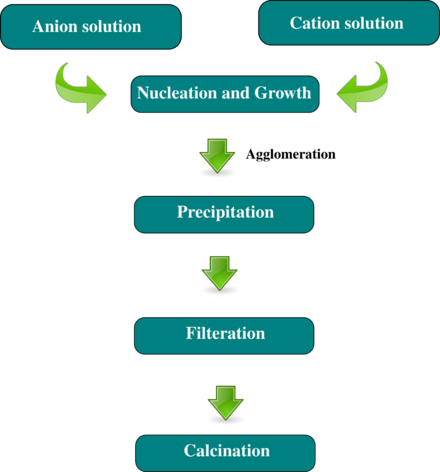 Anion solution
Cation solution
Nucleation and Growth
Agglomeration
Precipitation
Filteration
Calcination